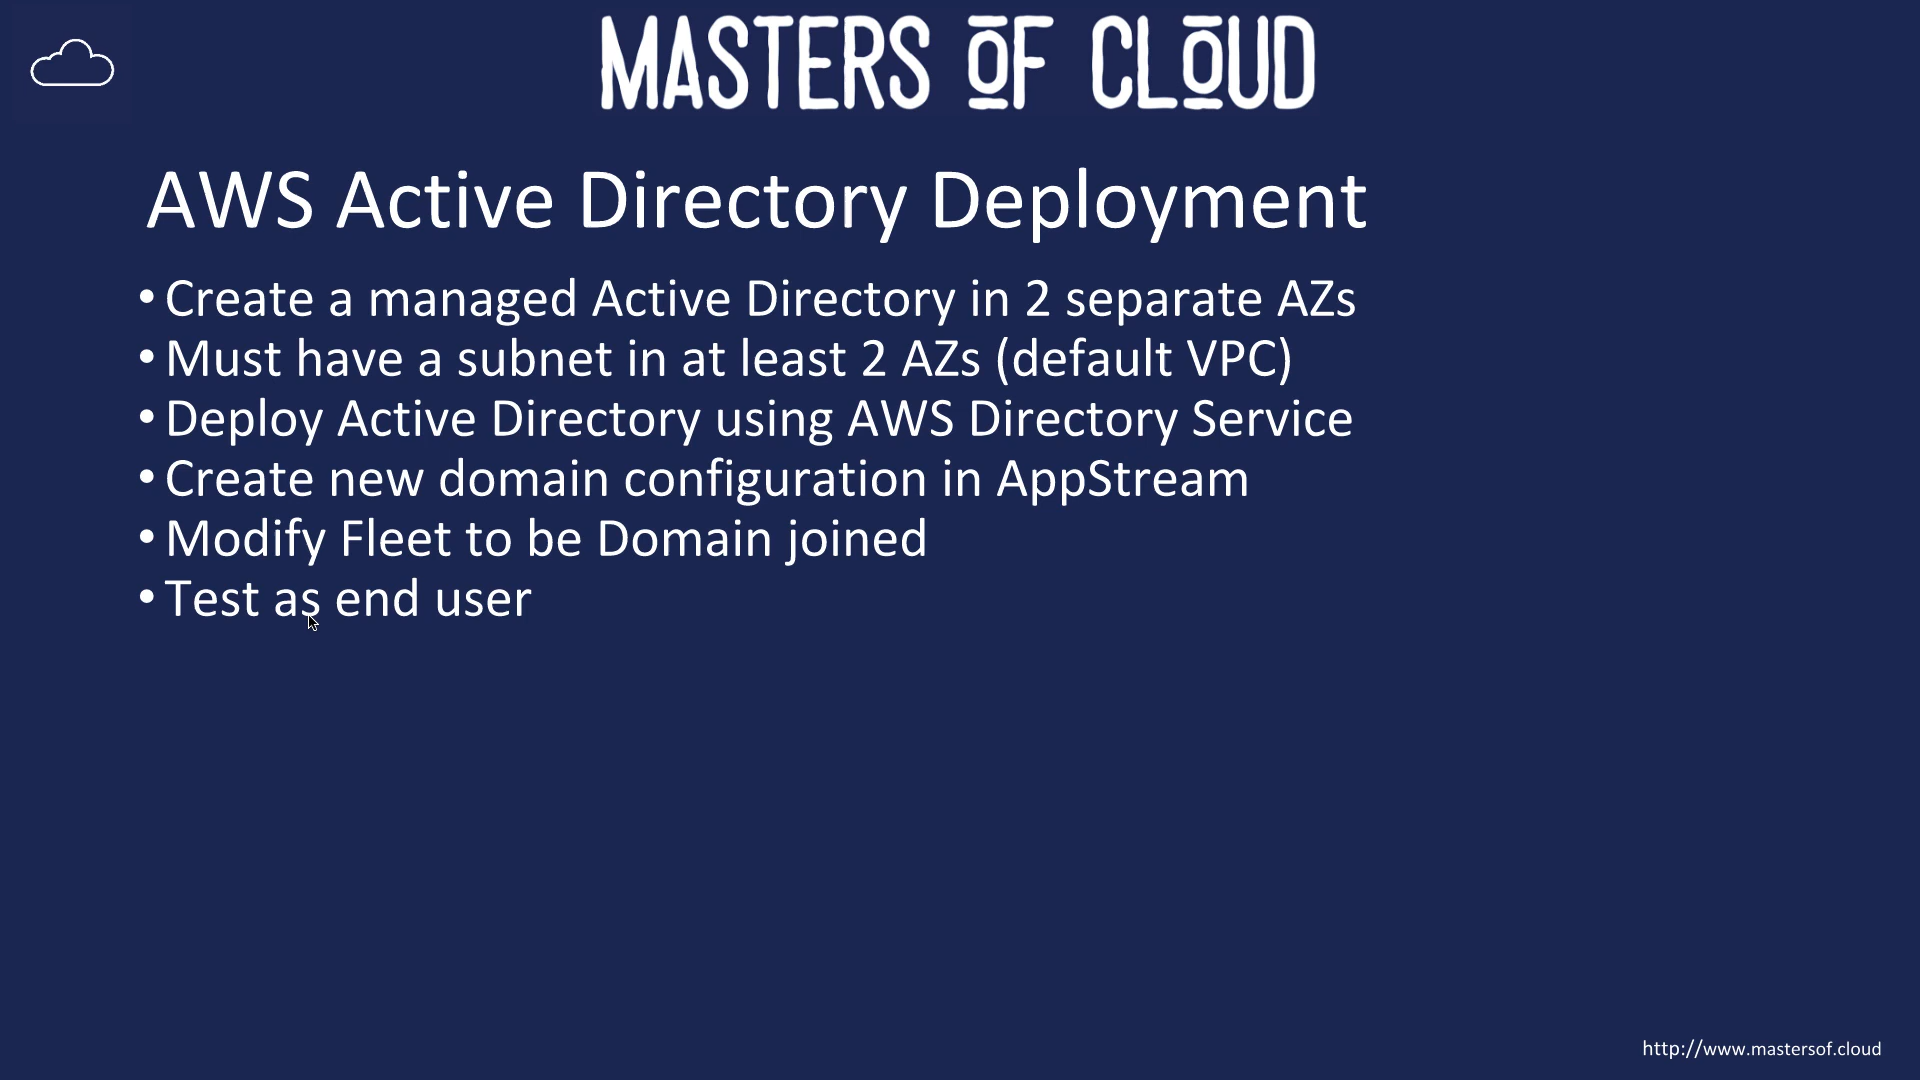 MASTERS OF CLOUD
AWS Active Directory Deployment
• Create a managed Active Directory in 2 separate AZs
• Must have a subnet in at least 2 AZs (default VPC)
• Deploy Active Directory using AWS Directory Service
• Create new domain configuration in AppStream
• Modify Fleet to be Domain joined
• Test as end user
http://www.mastersof.cloud